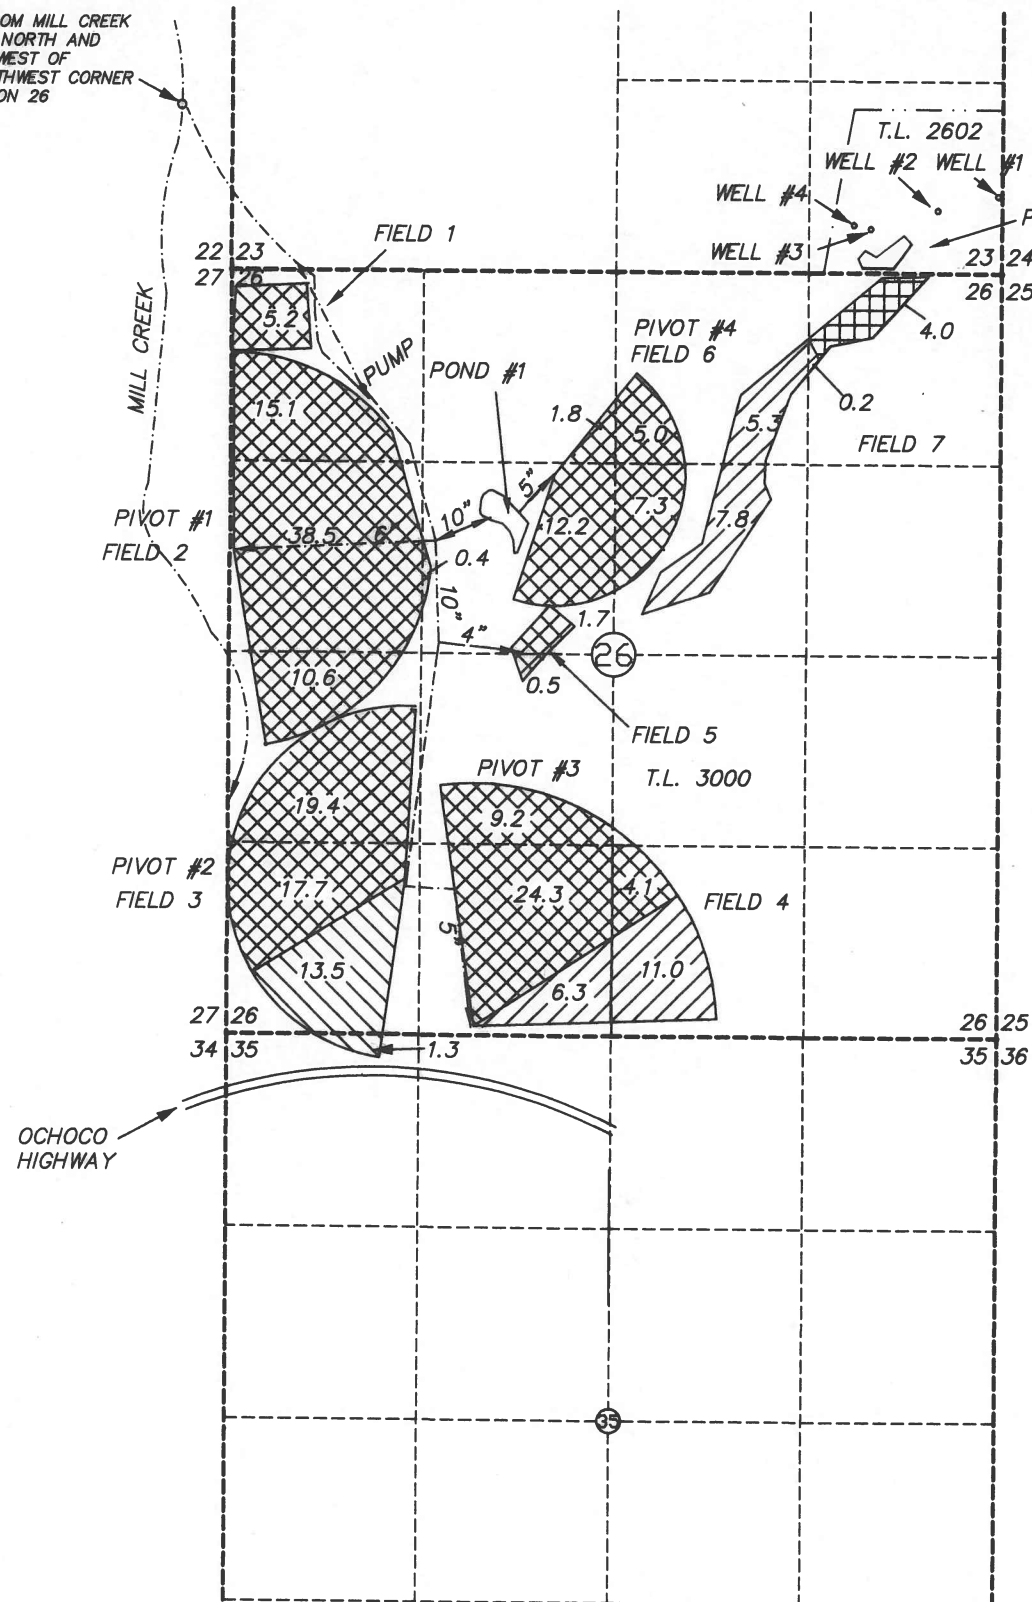 OM MILL CREEK
NORTH AND
WEST OF
THWEST CORNER
ON 26
T.L. 2602
WELL #2 WELL #1
WELL #4
WELL #3
P
FIELD 1
22 23
27 26
23 24
26 25
5.2
MILL CREEK
PUMP
POND #1
PIVOT #4
FIELD 6
4.0
0.2
15.1
1.8
5.0
5.3
FIELD 7
5"
10"
PIVOT #1
FIELD 2
38.5
6"
12.2
7.3
7.8
0.4
10"
4"
1.7
26
10.6
0.5
FIELD 5
T.L. 3000
PIVOT #3
19.4
9.2
PIVOT #2
FIELD 3
17.7
24.3
4.1
FIELD 4
5"
13.5
6.3
11.0
27 26
34 35
26 25
35 36
1.3
OCHOCO
HIGHWAY
35